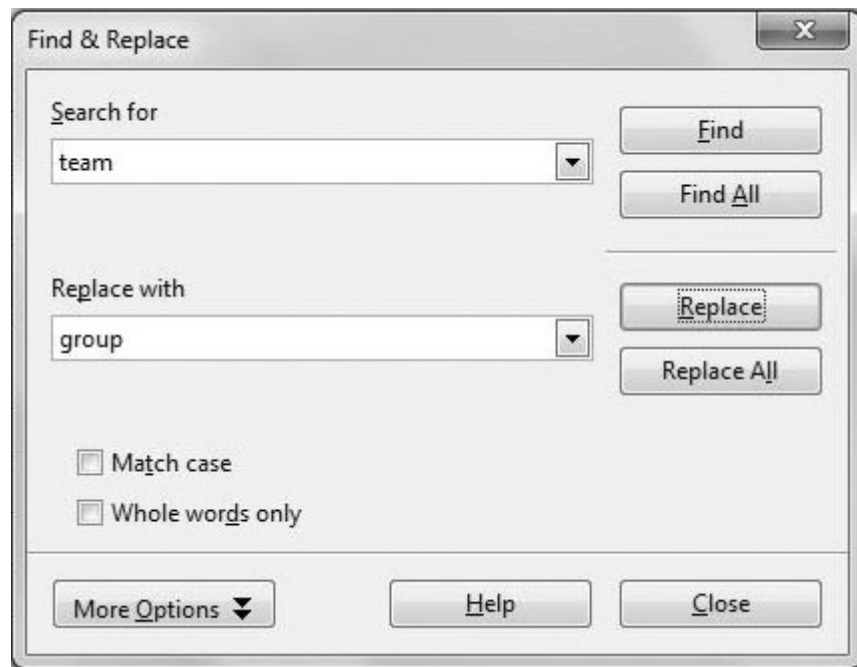 Find & Replace
Search for
team
Find
Find All
Replace with
group
Replace
Replace All
Match case
Whole words only
More Options
Help
Close